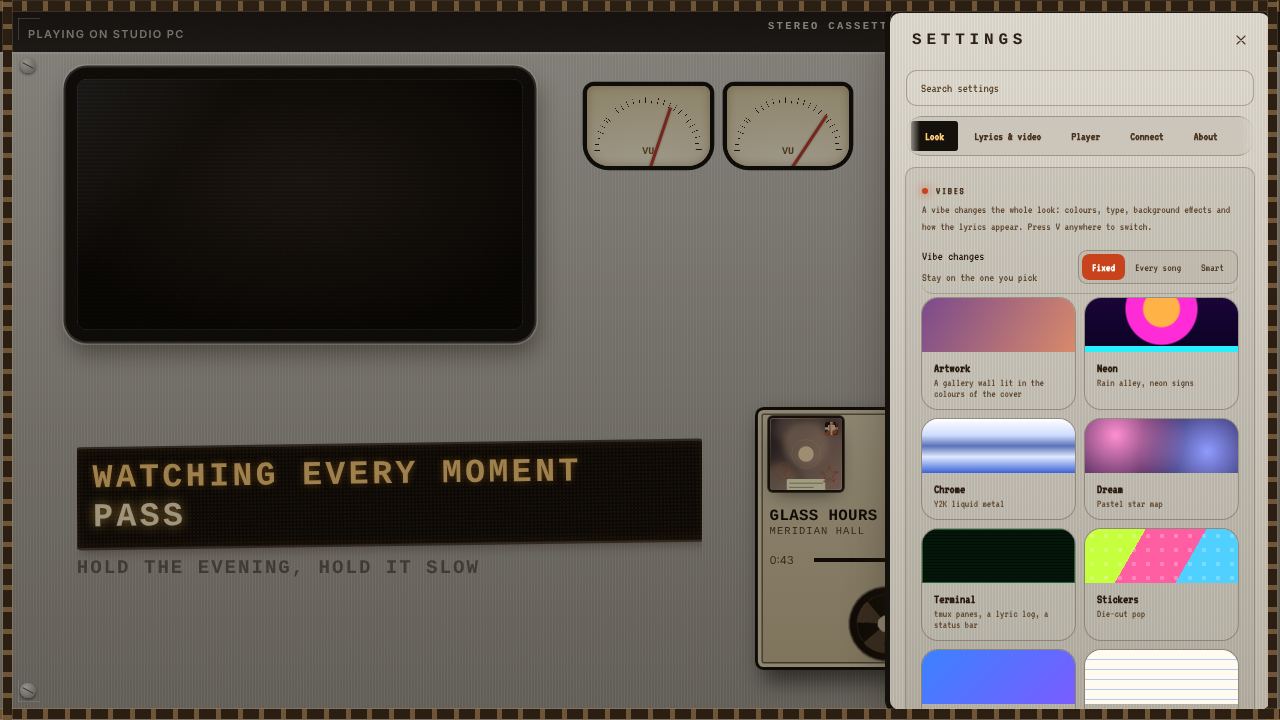 PLAYING ON STUDIO PC
STEREO CASSETT
VU
VU
WATCHING EVERY MOMENT
PASS
HOLD THE EVENING, HOLD IT SLOW
GLASS HOURS
MERIDIAN HALL
0:43
SETTINGS
Search settings
Look
Lyrics & video
Player
Connect
About
VIBES
A vibe changes the whole look: colours, type, background effects and
how the lyrics appear. Press V anywhere to switch.
Vibe changes
Stay on the one you pick
Fixed
Every song
Smart
Artwork
A gallery wall lit in the
colours of the cover
Neon
Rain alley, neon signs
Chrome
Y2K liquid metal
Dream
Pastel star map
Terminal
tmux panes, a lyric log, a
status bar
Stickers
Die-cut pop